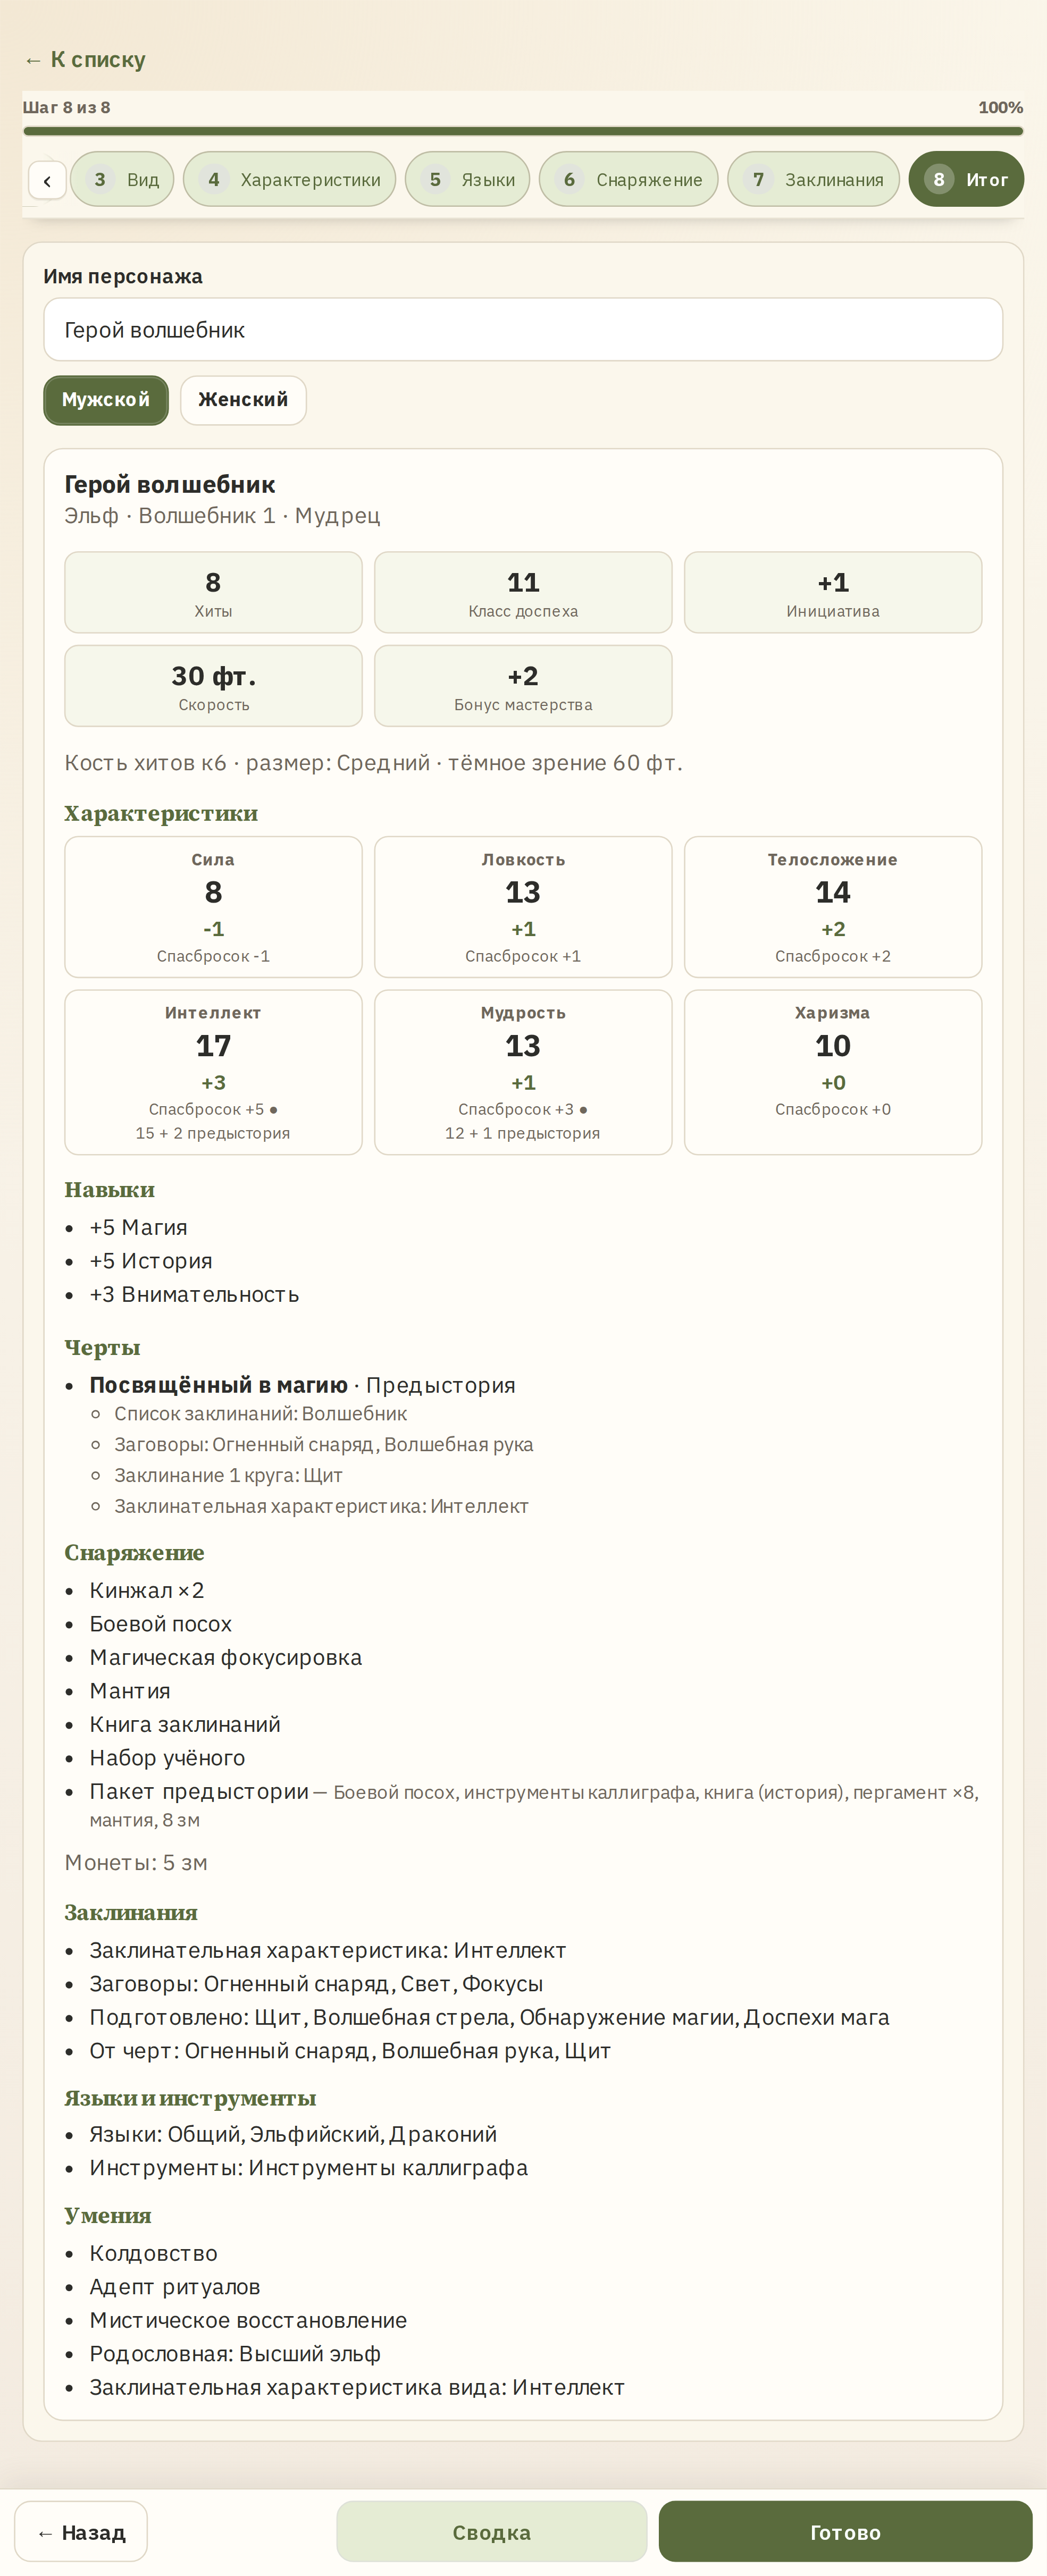 ← К списку
Шаг 8 из 8
100%
‹
3 Вид
4 Характеристики
5 Языки
6 Снаряжение
7 Заклинания
8 Итог
Имя персонажа
Герой волшебник
Мужской
Женский
Герой волшебник
Эльф · Волшебник 1 · Мудрец
8
Хиты
11
Класс доспеха
+1
Инициатива
30 фт.
Скорость
+2
Бонус мастерства
Кость хитов к6 · размер: Средний · тёмное зрение 60 фт.
Характеристики
Сила
8
-1
Спасбросок -1
Ловкость
13
+1
Спасбросок +1
Телосложение
14
+2
Спасбросок +2
Интеллект
17
+3
Спасбросок +5 ●
15 + 2 предыстория
Мудрость
13
+1
Спасбросок +3 ●
12 + 1 предыстория
Харизма
10
+0
Спасбросок +0
Навыки
• +5 Магия
• +5 История
• +3 Внимательность
Черты
• Посвящённый в магию · Предыстория
○ Список заклинаний: Волшебник
○ Заговоры: Огненный снаряд, Волшебная рука
○ Заклинание 1 круга: Щит
○ Заклинательная характеристика: Интеллект
Снаряжение
• Кинжал ×2
• Боевой посох
• Магическая фокусировка
• Мантия
• Книга заклинаний
• Набор учёного
• Пакет предыстории — Боевой посох, инструменты каллиграфа, книга (история), пергамент ×8,
мантия, 8 зм
Монеты: 5 зм
Заклинания
• Заклинательная характеристика: Интеллект
• Заговоры: Огненный снаряд, Свет, Фокусы
• Подготовлено: Щит, Волшебная стрела, Обнаружение магии, Доспехи мага
• От черт: Огненный снаряд, Волшебная рука, Щит
Языки и инструменты
• Языки: Общий, Эльфийский, Драконий
• Инструменты: Инструменты каллиграфа
Умения
• Колдовство
• Адепт ритуалов
• Мистическое восстановление
• Родословная: Высший эльф
• Заклинательная характеристика вида: Интеллект
← Назад
Сводка
Готово